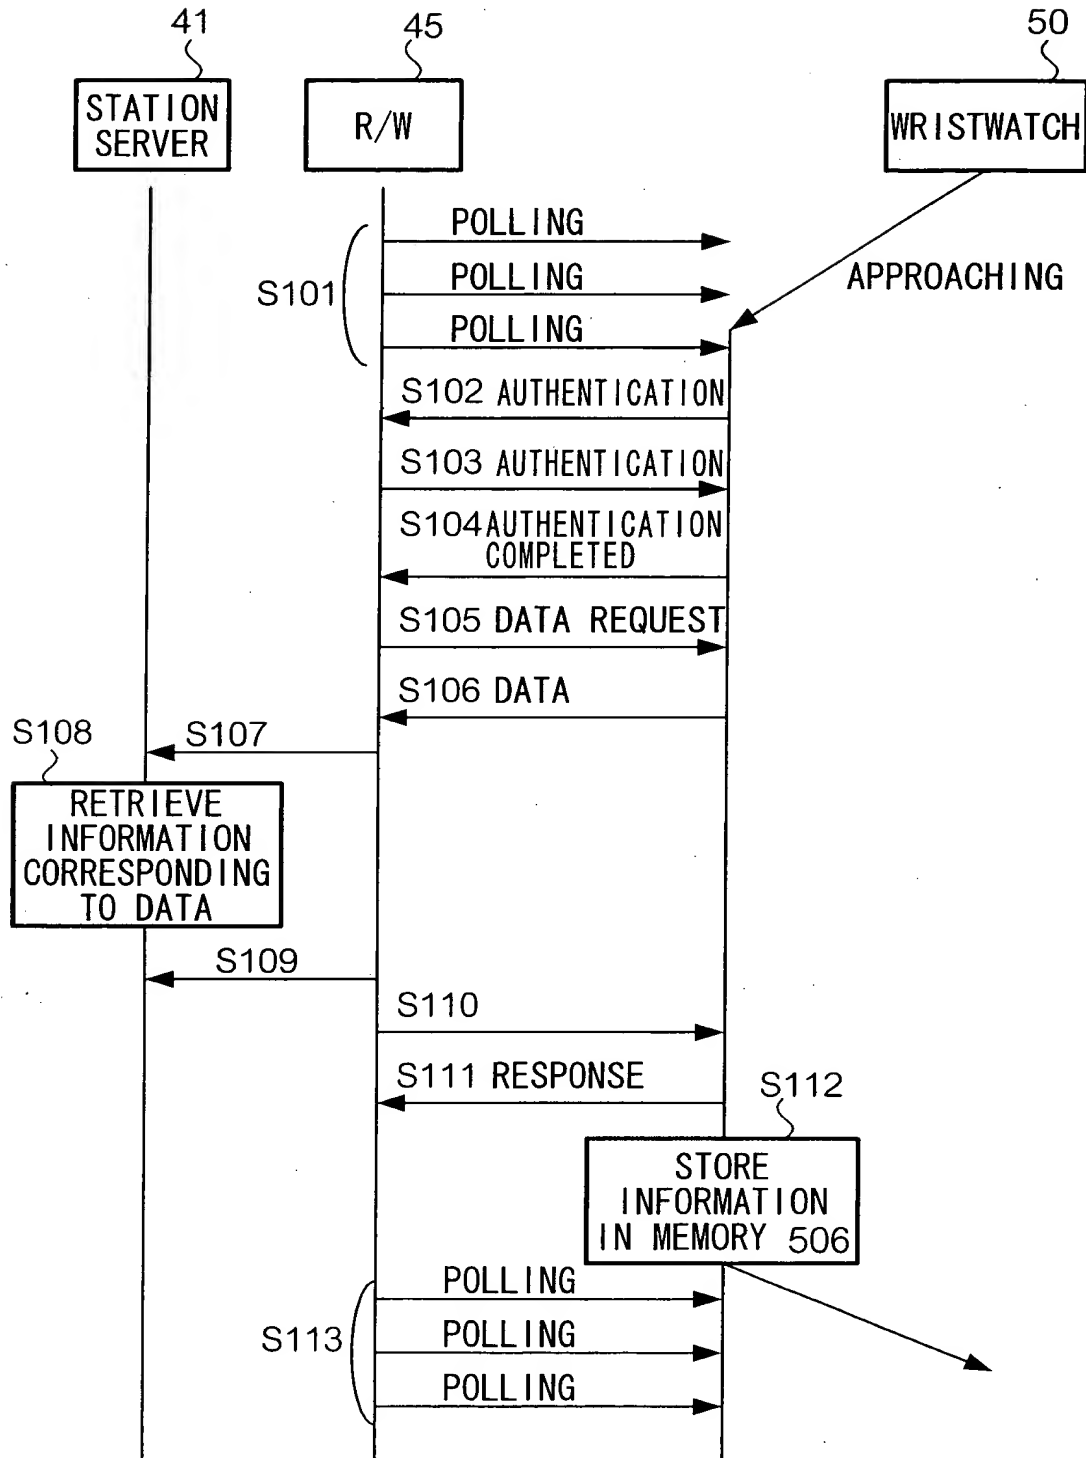 41
45
50
STATION
SERVER
R/W
WRISTWATCH
POLLING
APPROACHING
S101
POLLING
POLLING
S102 AUTHENTICATION
S103 AUTHENTICATION
S104 AUTHENTICATION
COMPLETED
S105 DATA REQUEST
S106 DATA
S107
S108
RETRIEVE
INFORMATION
CORRESPONDING
TO DATA
S109
S110
S111 RESPONSE
S112
STORE
INFORMATION
IN MEMORY 506
POLLING
S113
POLLING
POLLING